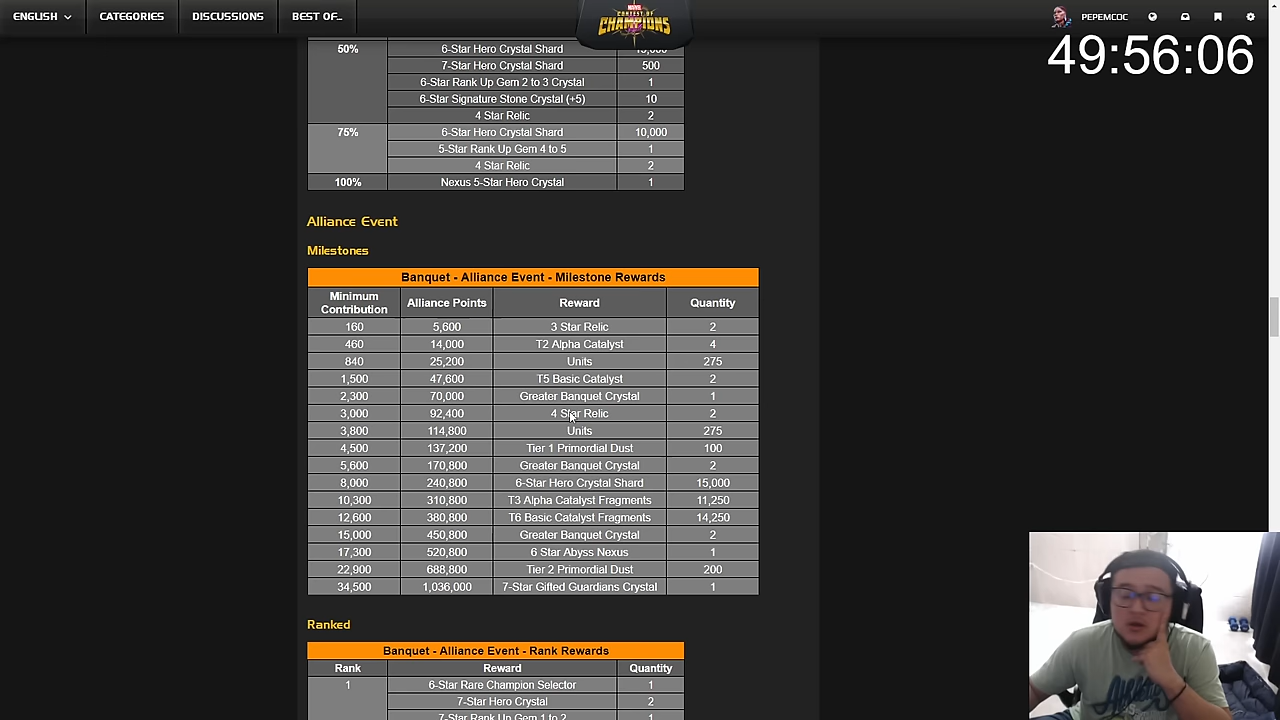 ENGLISH CATEGORIES DISCUSSIONS BEST OF... MARVEL CONTEST OF CHAMPIONS PEPEMCOC
49:56:06
50% 6-Star Hero Crystal Shard
7-Star Hero Crystal Shard 500
6-Star Rank Up Gem 2 to 3 Crystal 1
6-Star Signature Stone Crystal (+5) 10
4 Star Relic 2
75% 6-Star Hero Crystal Shard 10,000
5-Star Rank Up Gem 4 to 5 1
4 Star Relic 2
100% Nexus 5-Star Hero Crystal 1
Alliance Event
Milestones
Banquet - Alliance Event - Milestone Rewards
Minimum Contribution Alliance Points Reward Quantity
160 5,600 3 Star Relic 2
460 14,000 T2 Alpha Catalyst 4
840 25,200 Units 275
1,500 47,600 T5 Basic Catalyst 2
2,300 70,000 Greater Banquet Crystal 1
3,000 92,400 4 Star Relic 2
3,800 114,800 Units 275
4,500 137,200 Tier 1 Primordial Dust 100
5,600 170,800 Greater Banquet Crystal 2
8,000 240,800 6-Star Hero Crystal Shard 15,000
10,300 310,800 T3 Alpha Catalyst Fragments 11,250
12,600 380,800 T6 Basic Catalyst Fragments 14,250
15,000 450,800 Greater Banquet Crystal 2
17,300 520,800 6 Star Abyss Nexus 1
22,900 688,800 Tier 2 Primordial Dust 200
34,500 1,036,000 7-Star Gifted Guardians Crystal 1
Ranked
Banquet - Alliance Event - Rank Rewards
Rank Reward Quantity
1 6-Star Rare Champion Selector 1
7-Star Hero Crystal 2
7-Star Rank Up Gem 1 to 2 1